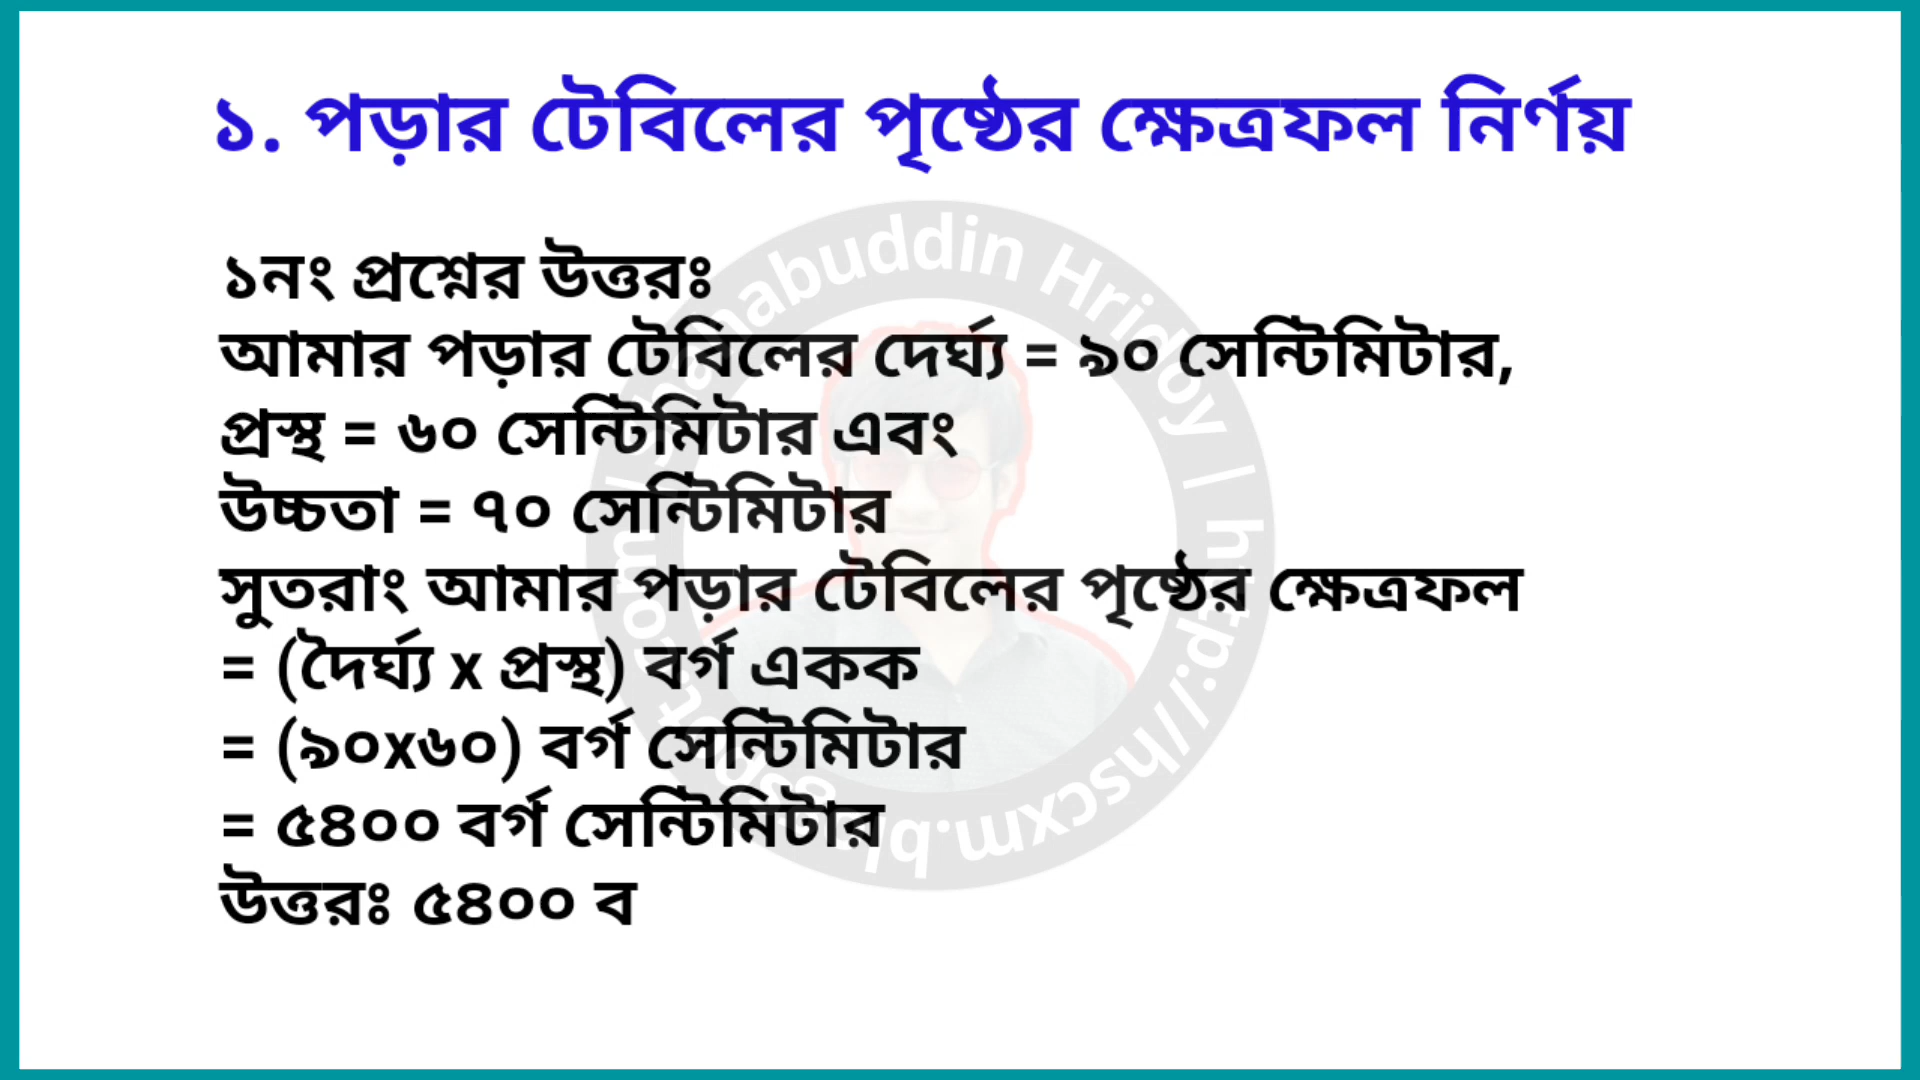 ১. পড়ার টেবিলের পৃষ্ঠের ক্ষেত্রফল নির্ণয়
১নং প্রশ্নের উত্তরঃ
আমার পড়ার টেবিলের দের্ঘ্য = ৯০ সেন্টিমিটার,
প্রস্থ = ৬০ সেন্টিমিটার এবং
উচ্চতা = ৭০ সেন্টিমিটার
সুতরাং আমার পড়ার টেবিলের পৃষ্ঠের ক্ষেত্রফল
= (দৈর্ঘ্য x প্রস্থ) বর্গ একক
= (৯০x৬০) বর্গ সেন্টিমিটার
= ৫৪০০ বর্গ সেন্টিমিটার
উত্তরঃ ৫৪০০ ব